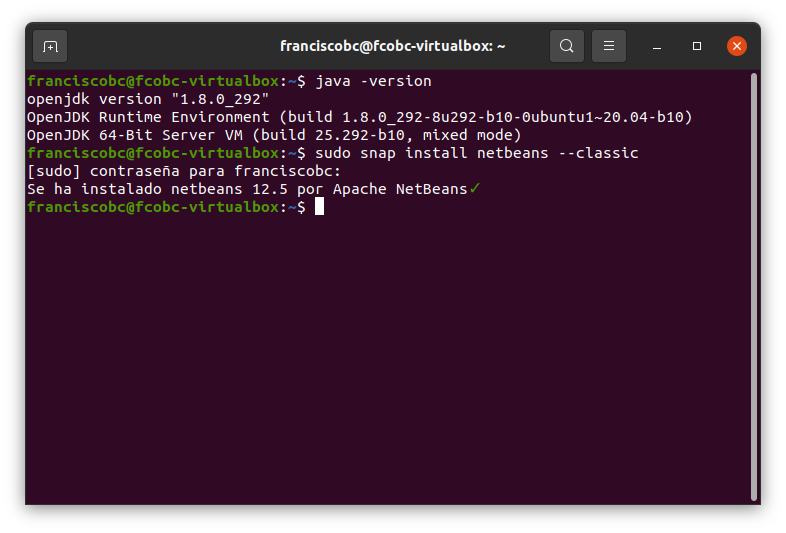 franciscobc@fcobc-virtualbox: ~
franciscobc@fcobc-virtualbox:~$ java -version
openjdk version "1.8.0_292"
OpenJDK Runtime Environment (build 1.8.0_292-8u292-b10-0ubuntu1~20.04-b10)
OpenJDK 64-Bit Server VM (build 25.292-b10, mixed mode)
franciscobc@fcobc-virtualbox:~$ sudo snap install netbeans --classic
[sudo] contraseña para franciscobc:
Se ha instalado netbeans 12.5 por Apache NetBeans✓
franciscobc@fcobc-virtualbox:~$